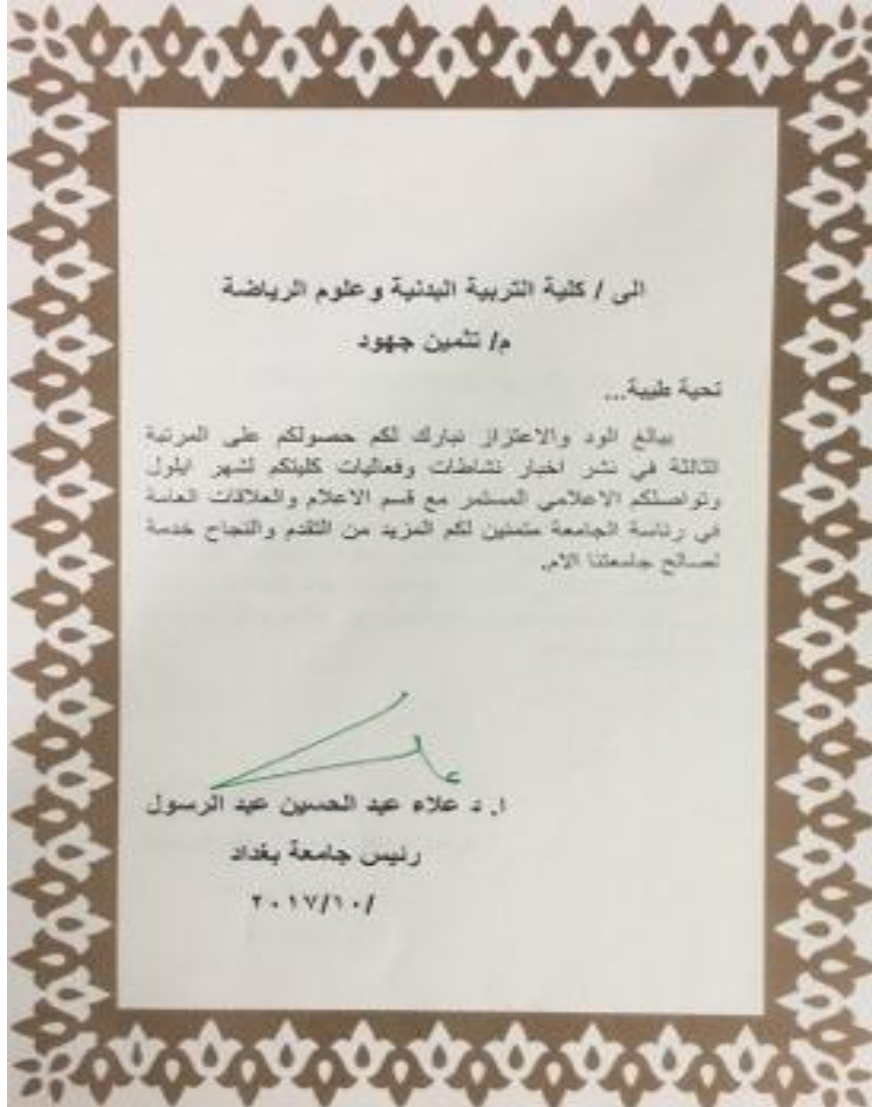 الى / كلية التربية البدنية وعلوم الرياضة
م/ تثمين جهود
تحية طيبة...
ببالغ الود والاعتزاز نبارك لكم حصولكم على المرتبة
الثالثة في نشر اخبار نشاطات وفعاليات كليتكم لشهر ايلول
وتواصلكم الاعلامي المستمر مع قسم الاعلام والعلاقات العامة
في رئاسة الجامعة متمنين لكم المزيد من التقدم والنجاح خدمة
لصالح جامعتنا الام.
ا. د علاء عبد الحسين عبد الرسول
رئيس جامعة بغداد
/٢٠١٧/١٠